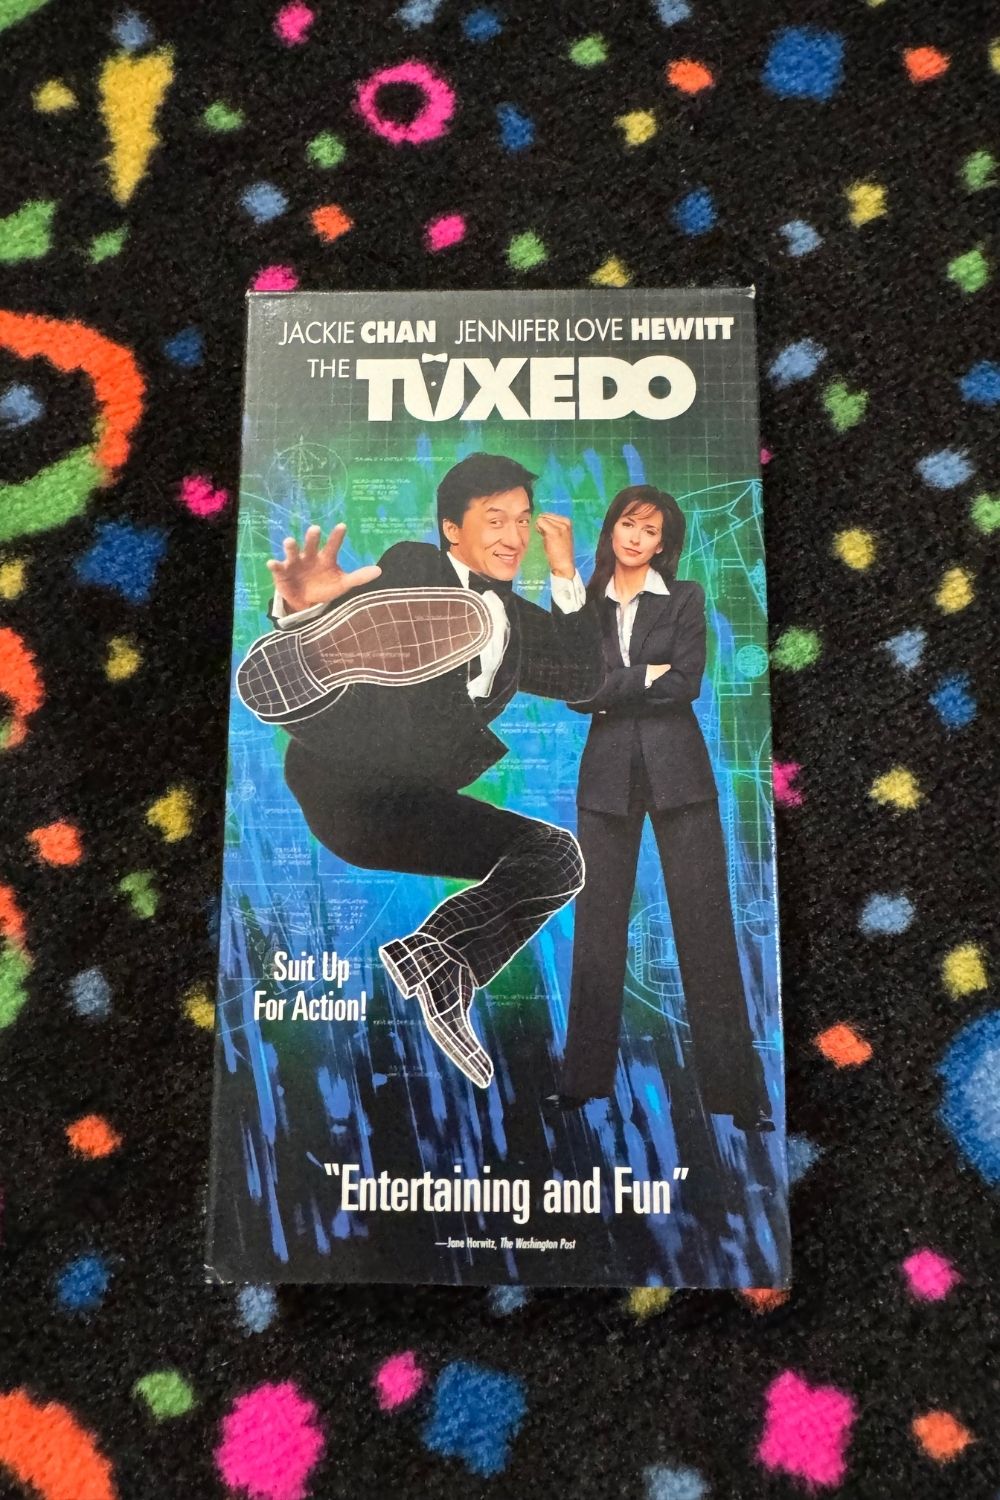 JACKIE CHAN JENNIFER LOVE HEWITT
THE TUXEDO
Suit Up
For Action!
"Entertaining and Fun"
—Jane Horwitz, The Washington Post